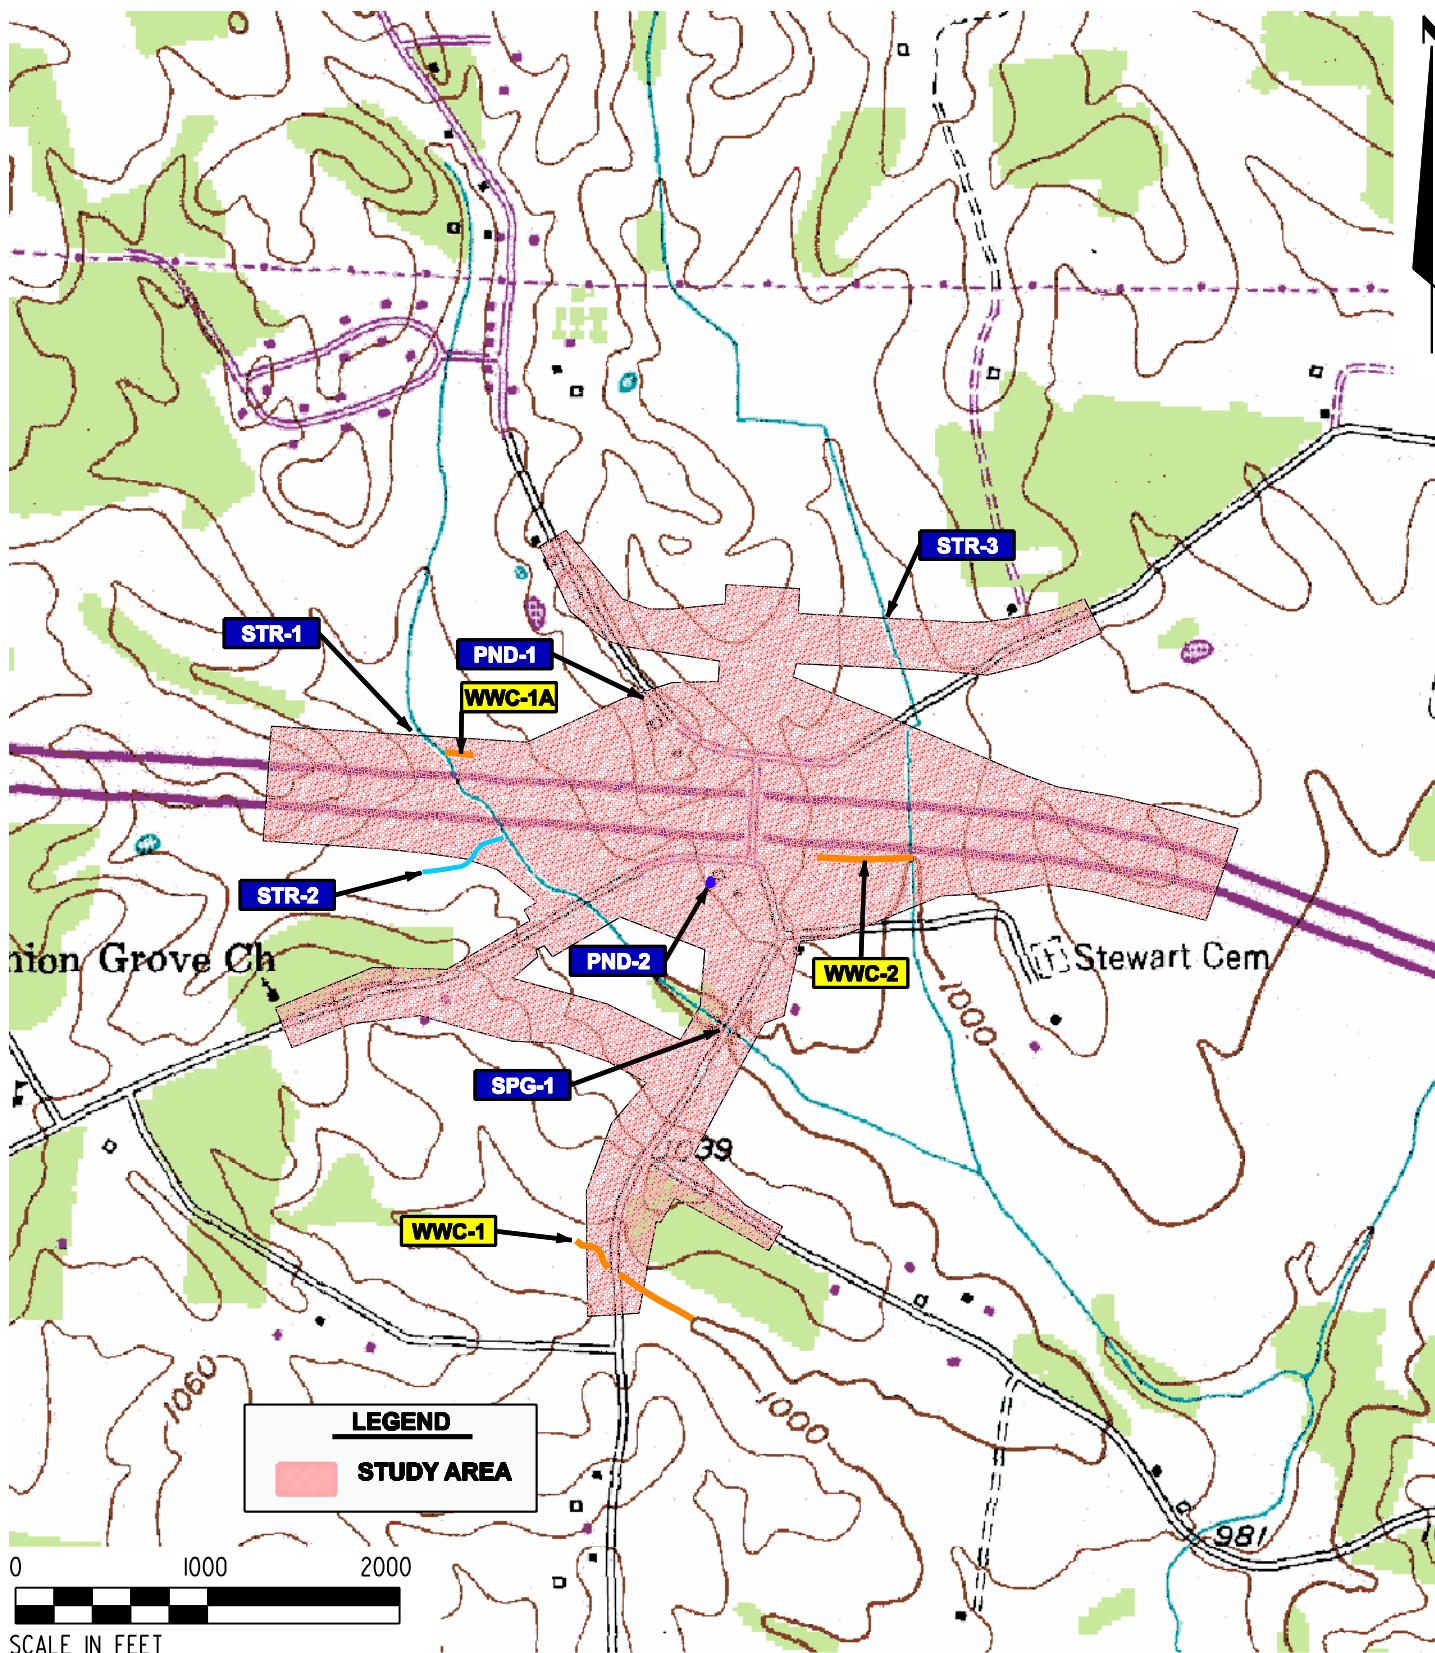 N
STR-3
STR-1
PND-1
WWC-1A
STR-2
nion Grove Ch
PND-2
WWC-2
Stewart Cem
1000
SPG-1
1039
WWC-1
1060
1000
LEGEND
STUDY AREA
981
0 1000 2000
SCALE IN FEET